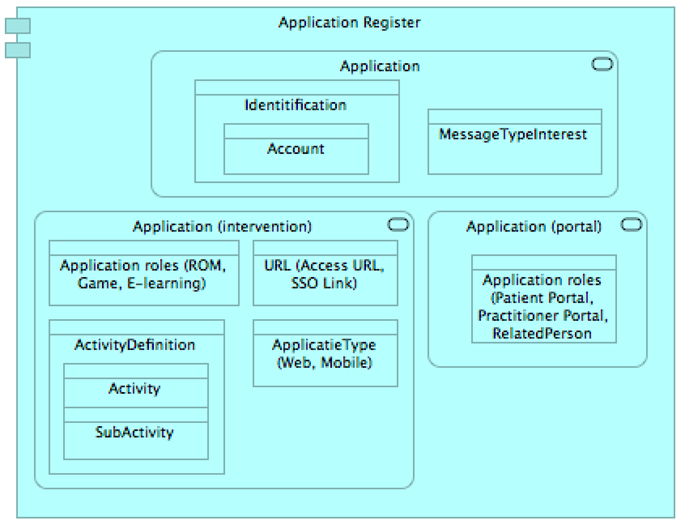 Application Register
Application
Identitification
Account
MessageTypeInterest
Application (intervention)
Application roles (ROM,
Game, E-learning)
URL (Access URL,
SSO Link)
ActivityDefinition
Activity
SubActivity
ApplicatieType
(Web, Mobile)
Application (portal)
Application roles
(Patient Portal,
Practitioner Portal,
RelatedPerson